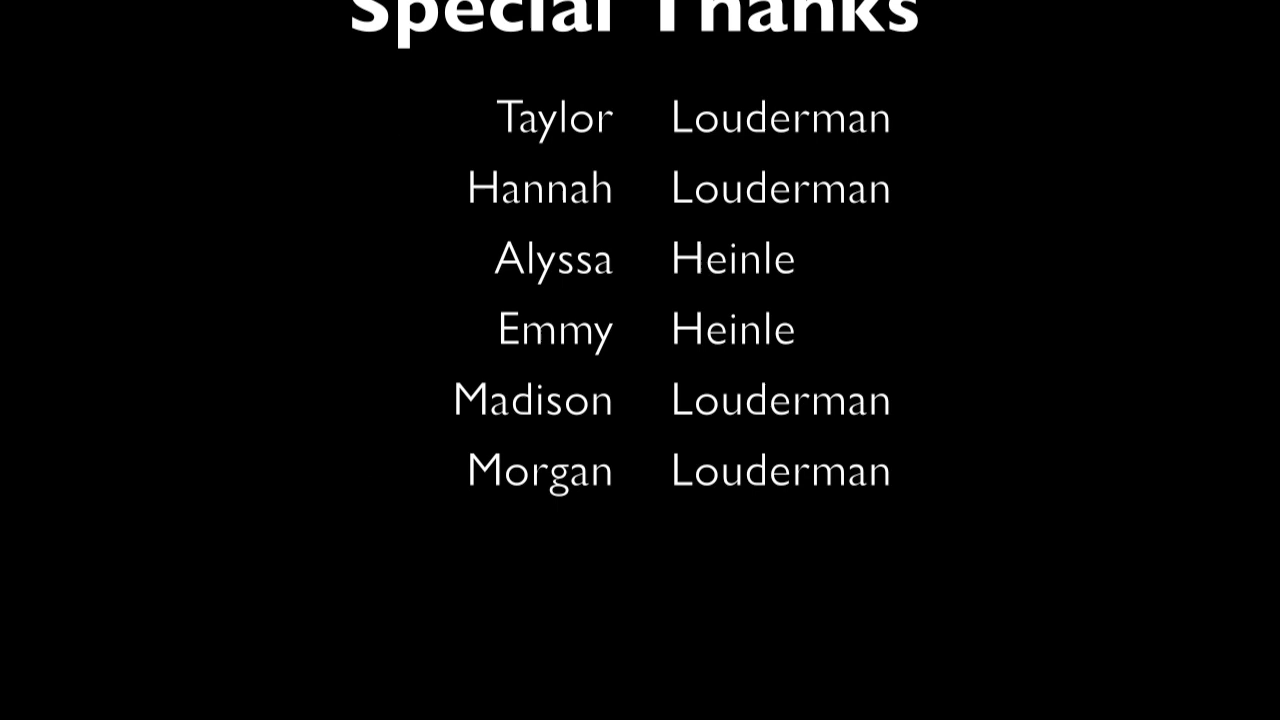 Special Thanks
Taylor Louderman
Hannah Louderman
Alyssa Heinle
Emmy Heinle
Madison Louderman
Morgan Louderman